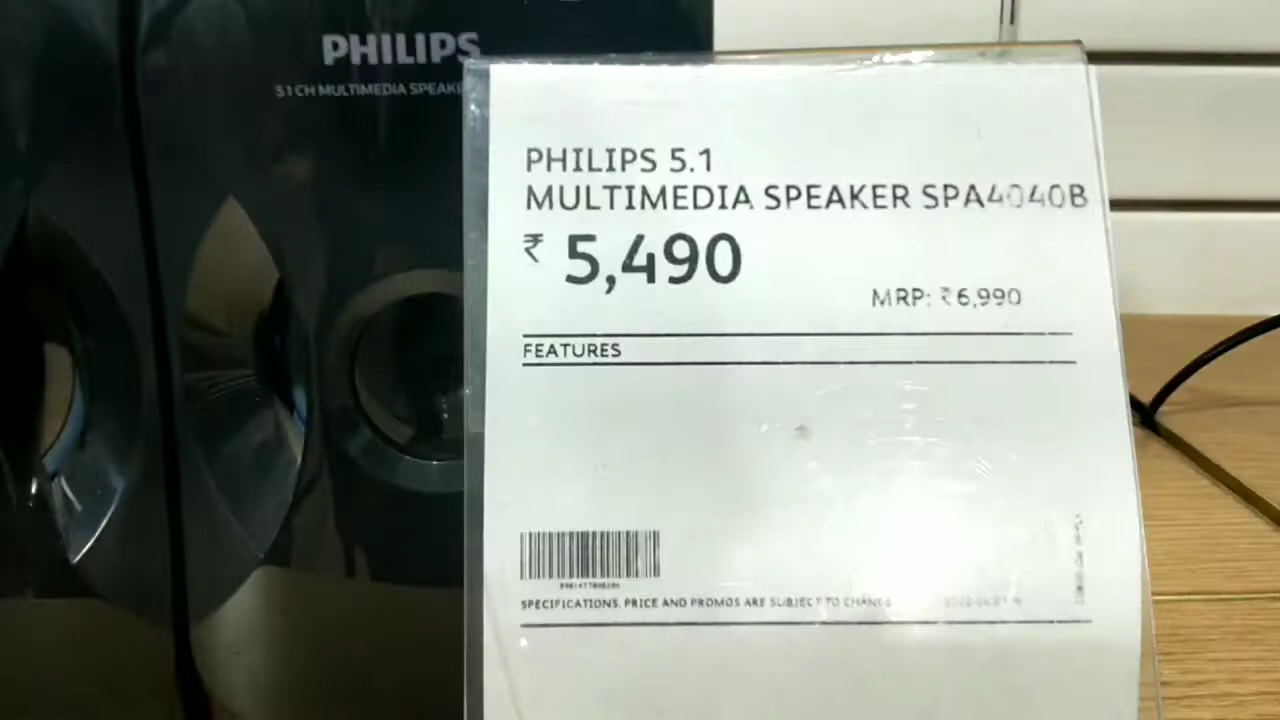 PHILIPS
5.1 CH MULTIMEDIA
PHILIPS 5.1
MULTIMEDIA SPEAKER SPA4040B
₹ 5,490
MRP: ₹6,990
FEATURES
SPECIFICATIONS, PRICE AND PROMOS ARE SUBJECT TO CHANGE